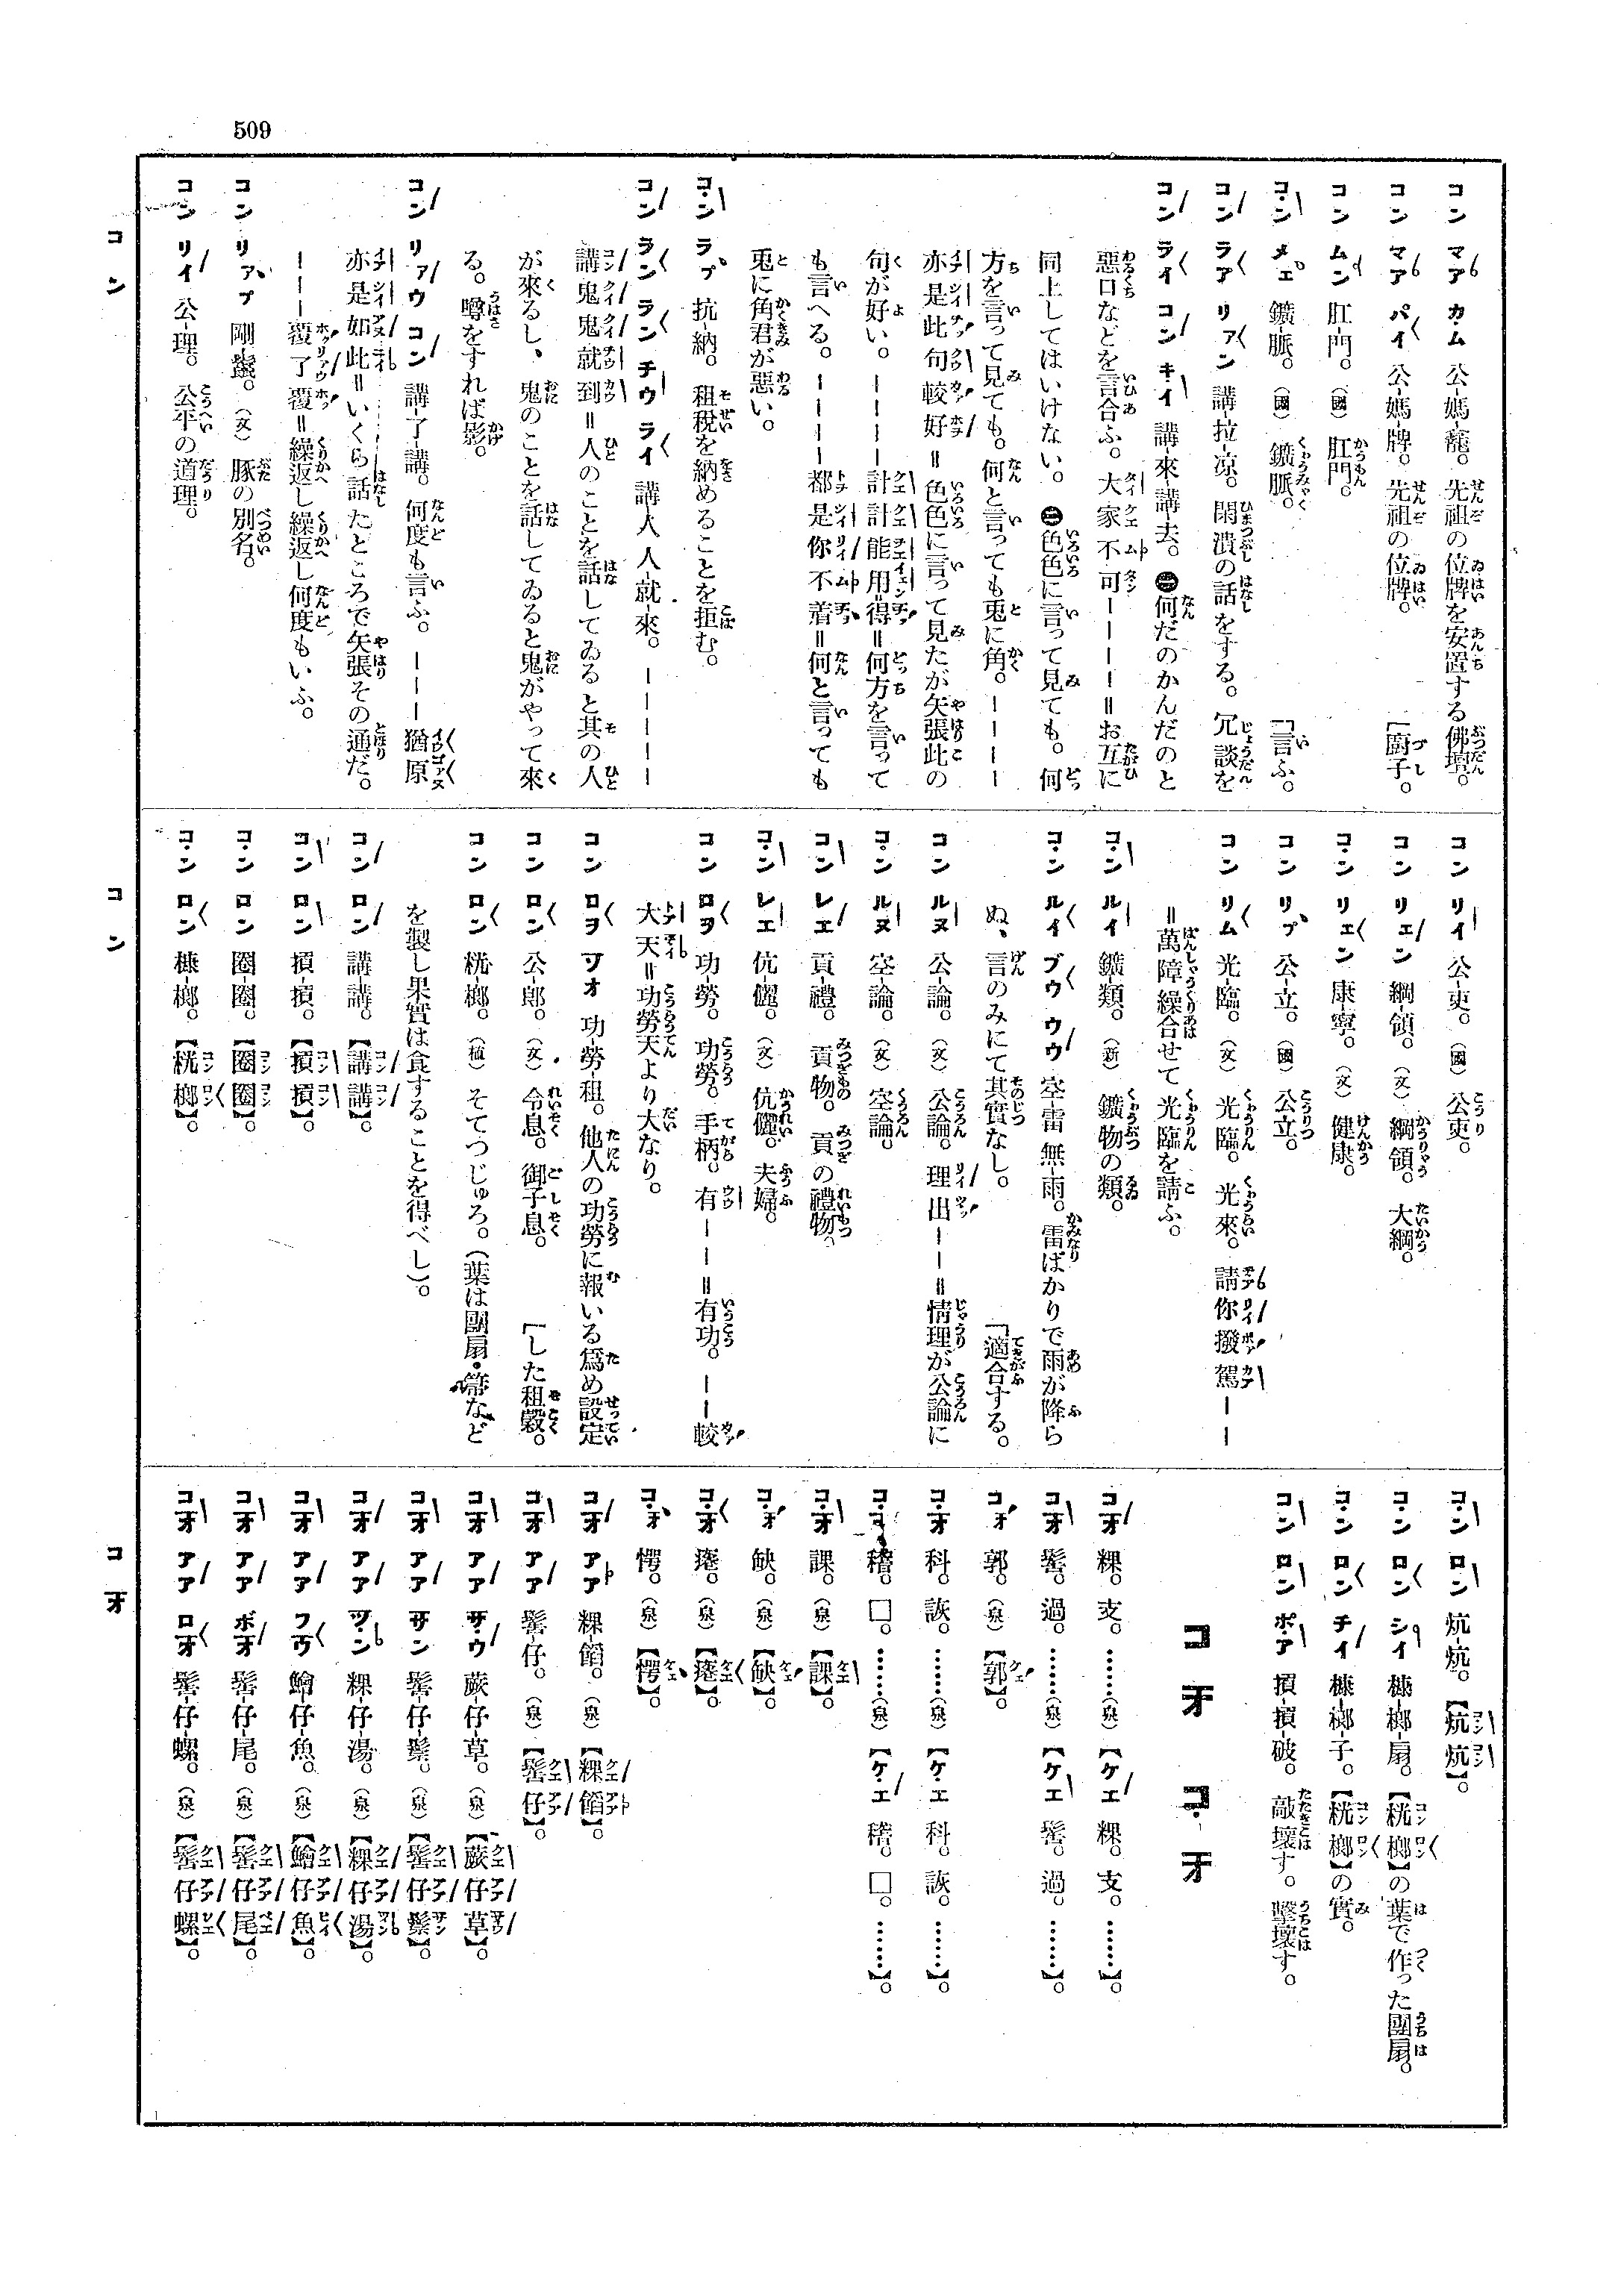 509
コン マア カム 公-媽-龕。先祖の位牌を安置する佛壇。
コン マア パイ 公-媽-牌。先祖の位牌。 [廚子。
コン ムン 肛-門。(國) 肛門。
コン メエ 鑛-脈。(國) 鑛脈。 [言ふ。
コン ラア リァン 講-拉-凉。閑潰の話をする。冗談を
コン ライ コン キイ 講-來-講-去。㊀何だのかんだのと
惡口などを言合ふ。大家不可ーーーー=お互に
同上してはいけない。㊁色色に言って見ても。何
方を言って見ても。何と言っても兎に角。ーーーー
亦是此句較好=色色に言って見たが矢張此の
句が好い。ーーーー計計能用得=何方を言って
も言へる。ーーーー都是你不着=何と言っても
兎に角君が惡い。
コン ラプ 抗-納。租税を納めることを拒む。
コン ラン ラン チウ ライ 講人人-就-來。ーーーーー
講鬼鬼就到=人のことを話してゐると其の人
が來るし、鬼のことを話してゐると鬼がやって來
る。噂をすれば影。
コン リァウ コン 講-了-講。何度も言ふ。ーーー猶原
亦是如此=いくら話たところで矢張その通だ。
ーーー覆了覆=繰返し繰返し何度もいふ。
コン リァプ 剛-鬣。(文) 豚の別名。
コン リイ 公-理。公平の道理。
コン リイ 公-吏。(國) 公吏。
コン リェン 綱-領。(文) 綱領。大綱。
コン リェン 康-寧。(文) 健康。
コン リプ 公-立。(國) 公立。
コン リム 光-臨。(文) 光臨。光來。請你撥駕ーー
=萬障繰合せて光臨を請ふ。
コン ルイ 鑛-類。(新) 鑛物の類。
コン ルイ ブウ ウウ 空-雷-無-雨。雷ばかりで雨が降ら
ぬ、言のみにて其實なし。 [適合する。
コン ルヌ 公-論。(文) 公論。理出ーー=情理が公論に
コン ルヌ 空-論。(文) 空論。
コン レエ 貢-禮。貢物。貢の禮物。
コン レエ 伉-儷。(文) 伉儷。夫婦。
コン ロヲ 功-勞。功勞。手柄。有ーー=有功。ーー較
大天=功勞天より大なり。
コン ロヲ ツオ 功-勞-租。他人の功勞に報いる爲め設定
コン ロン 公-郎。(文) 令息。御子息。 [した租穀。
コン ロン 桄-榔。(植) そてつじゅろ。(葉は團扇・箒など
を製し果實は食することを得べし)。
コン ロン 講-講。【講講】。
コン ロン 摃-摃。【摃摃】。
コン ロン 圈-圈。【圈圈】。
コン ロン 槺-榔。【桄榔】。
コン ロン 炕-炕。【炕炕】。
コン ロン シイ 槺-榔-扇。【桄榔】の葉で作った團扇。
コン ロン チイ 槺-榔-子。【桄榔】の實。
コン ロン ポア 摃-摃-破。敲壞す。擊壞す。
コオ コオ
コオ 粿。支。……(泉)【ケエ 粿。支。……】。
コオ 髻。過。……(泉)【ケエ 髻。過。……】。
コオ 郭。(泉)【郭】。
コオ 科。詼。……(泉)【ケエ 科。詼。……】。
コオ 稽。□。……(泉)【ケエ 稽。□。……】。
コオ 課。(泉)【課】。
コオ 缺。(泉)【缺】。
コオ 瘸。(泉)【瘸】。
コオ 愕。(泉)【愕】。
コオ アア 粿-餡。(泉)【粿餡】。
コオ アア 髻-仔。(泉)【髻仔】。
コオ アア サウ 蕨-仔-草。(泉)【蕨仔草】。
コオ アア サン 髻-仔-鬃。(泉)【髻仔鬃】。
コオ アア ツン 粿-仔-湯。(泉)【粿仔湯】。
コオ アア フウ 鱠-仔-魚。(泉)【鱠仔魚】。
コオ アア ボオ 髻-仔-尾。(泉)【髻仔尾】。
コオ アア ロオ 髻-仔-螺。(泉)【髻仔螺】。
コン
コン
コオ